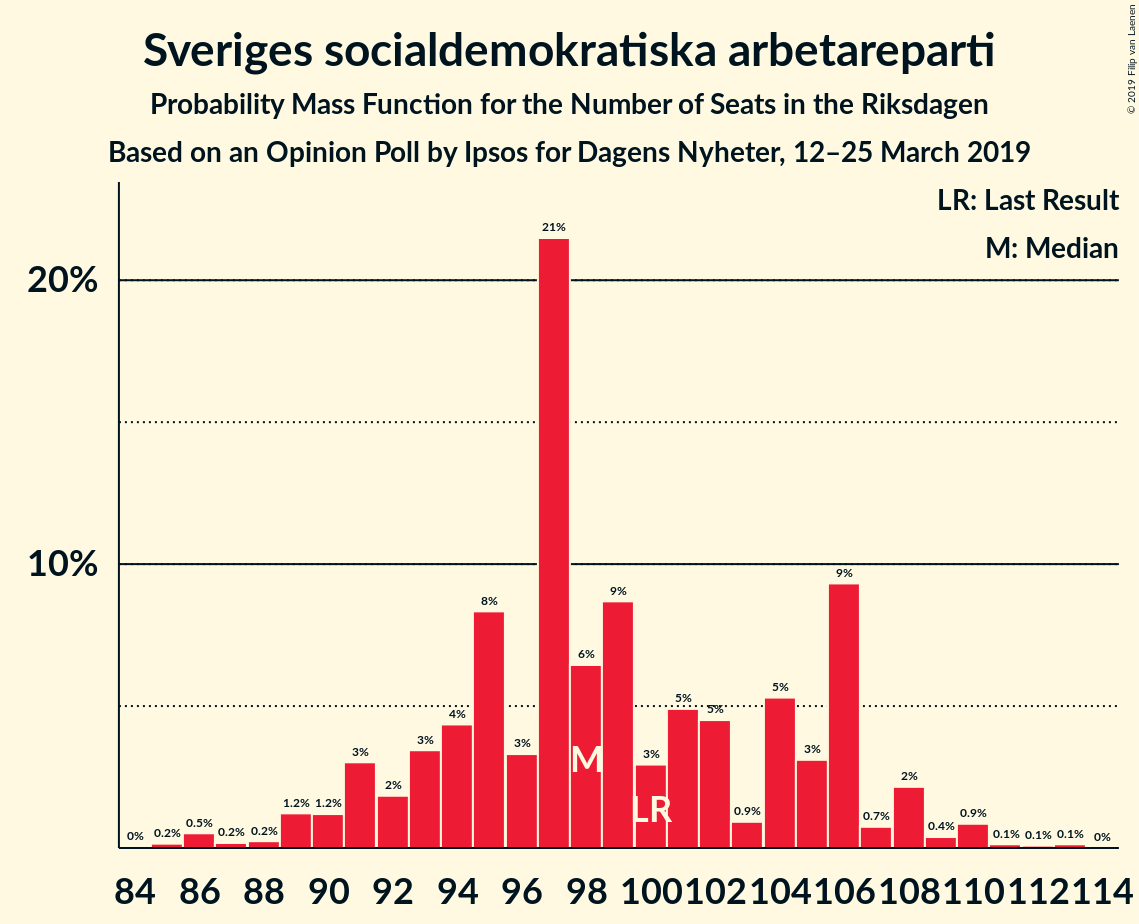 Sveriges socialdemokratiska arbetareparti
Probability Mass Function for the Number of Seats in the Riksdagen
Based on an Opinion Poll by Ipsos for Dagens Nyheter, 12–25 March 2019
© 2019 Filip van Laenen
LR: Last Result
M: Median
20%
10%
0% 0.2% 0.5% 0.2% 0.2% 1.2% 1.2% 3% 2% 3% 4% 8% 3% 21% 6% 9% 3% 5% 5% 0.9% 5% 3% 9% 0.7% 2% 0.4% 0.9% 0.1% 0.1% 0.1% 0%
M
LR
84 86 88 90 92 94 96 98 100 102 104 106 108 110 112 114